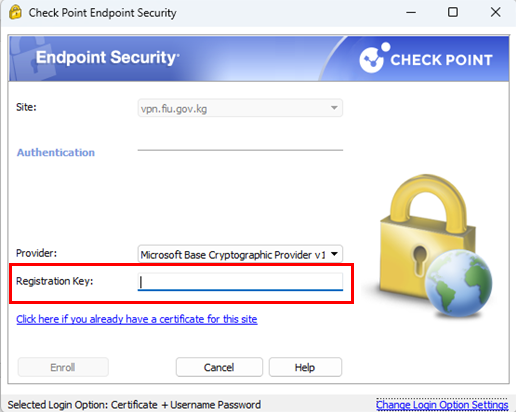 Check Point Endpoint Security
Endpoint Security
CHECK POINT
Site: vpn.fiu.gov.kg
Authentication
Provider: Microsoft Base Cryptographic Provider v1
Registration Key:
Click here if you already have a certificate for this site
Enroll Cancel Help
Selected Login Option: Certificate + Username Password Change Login Option Settings